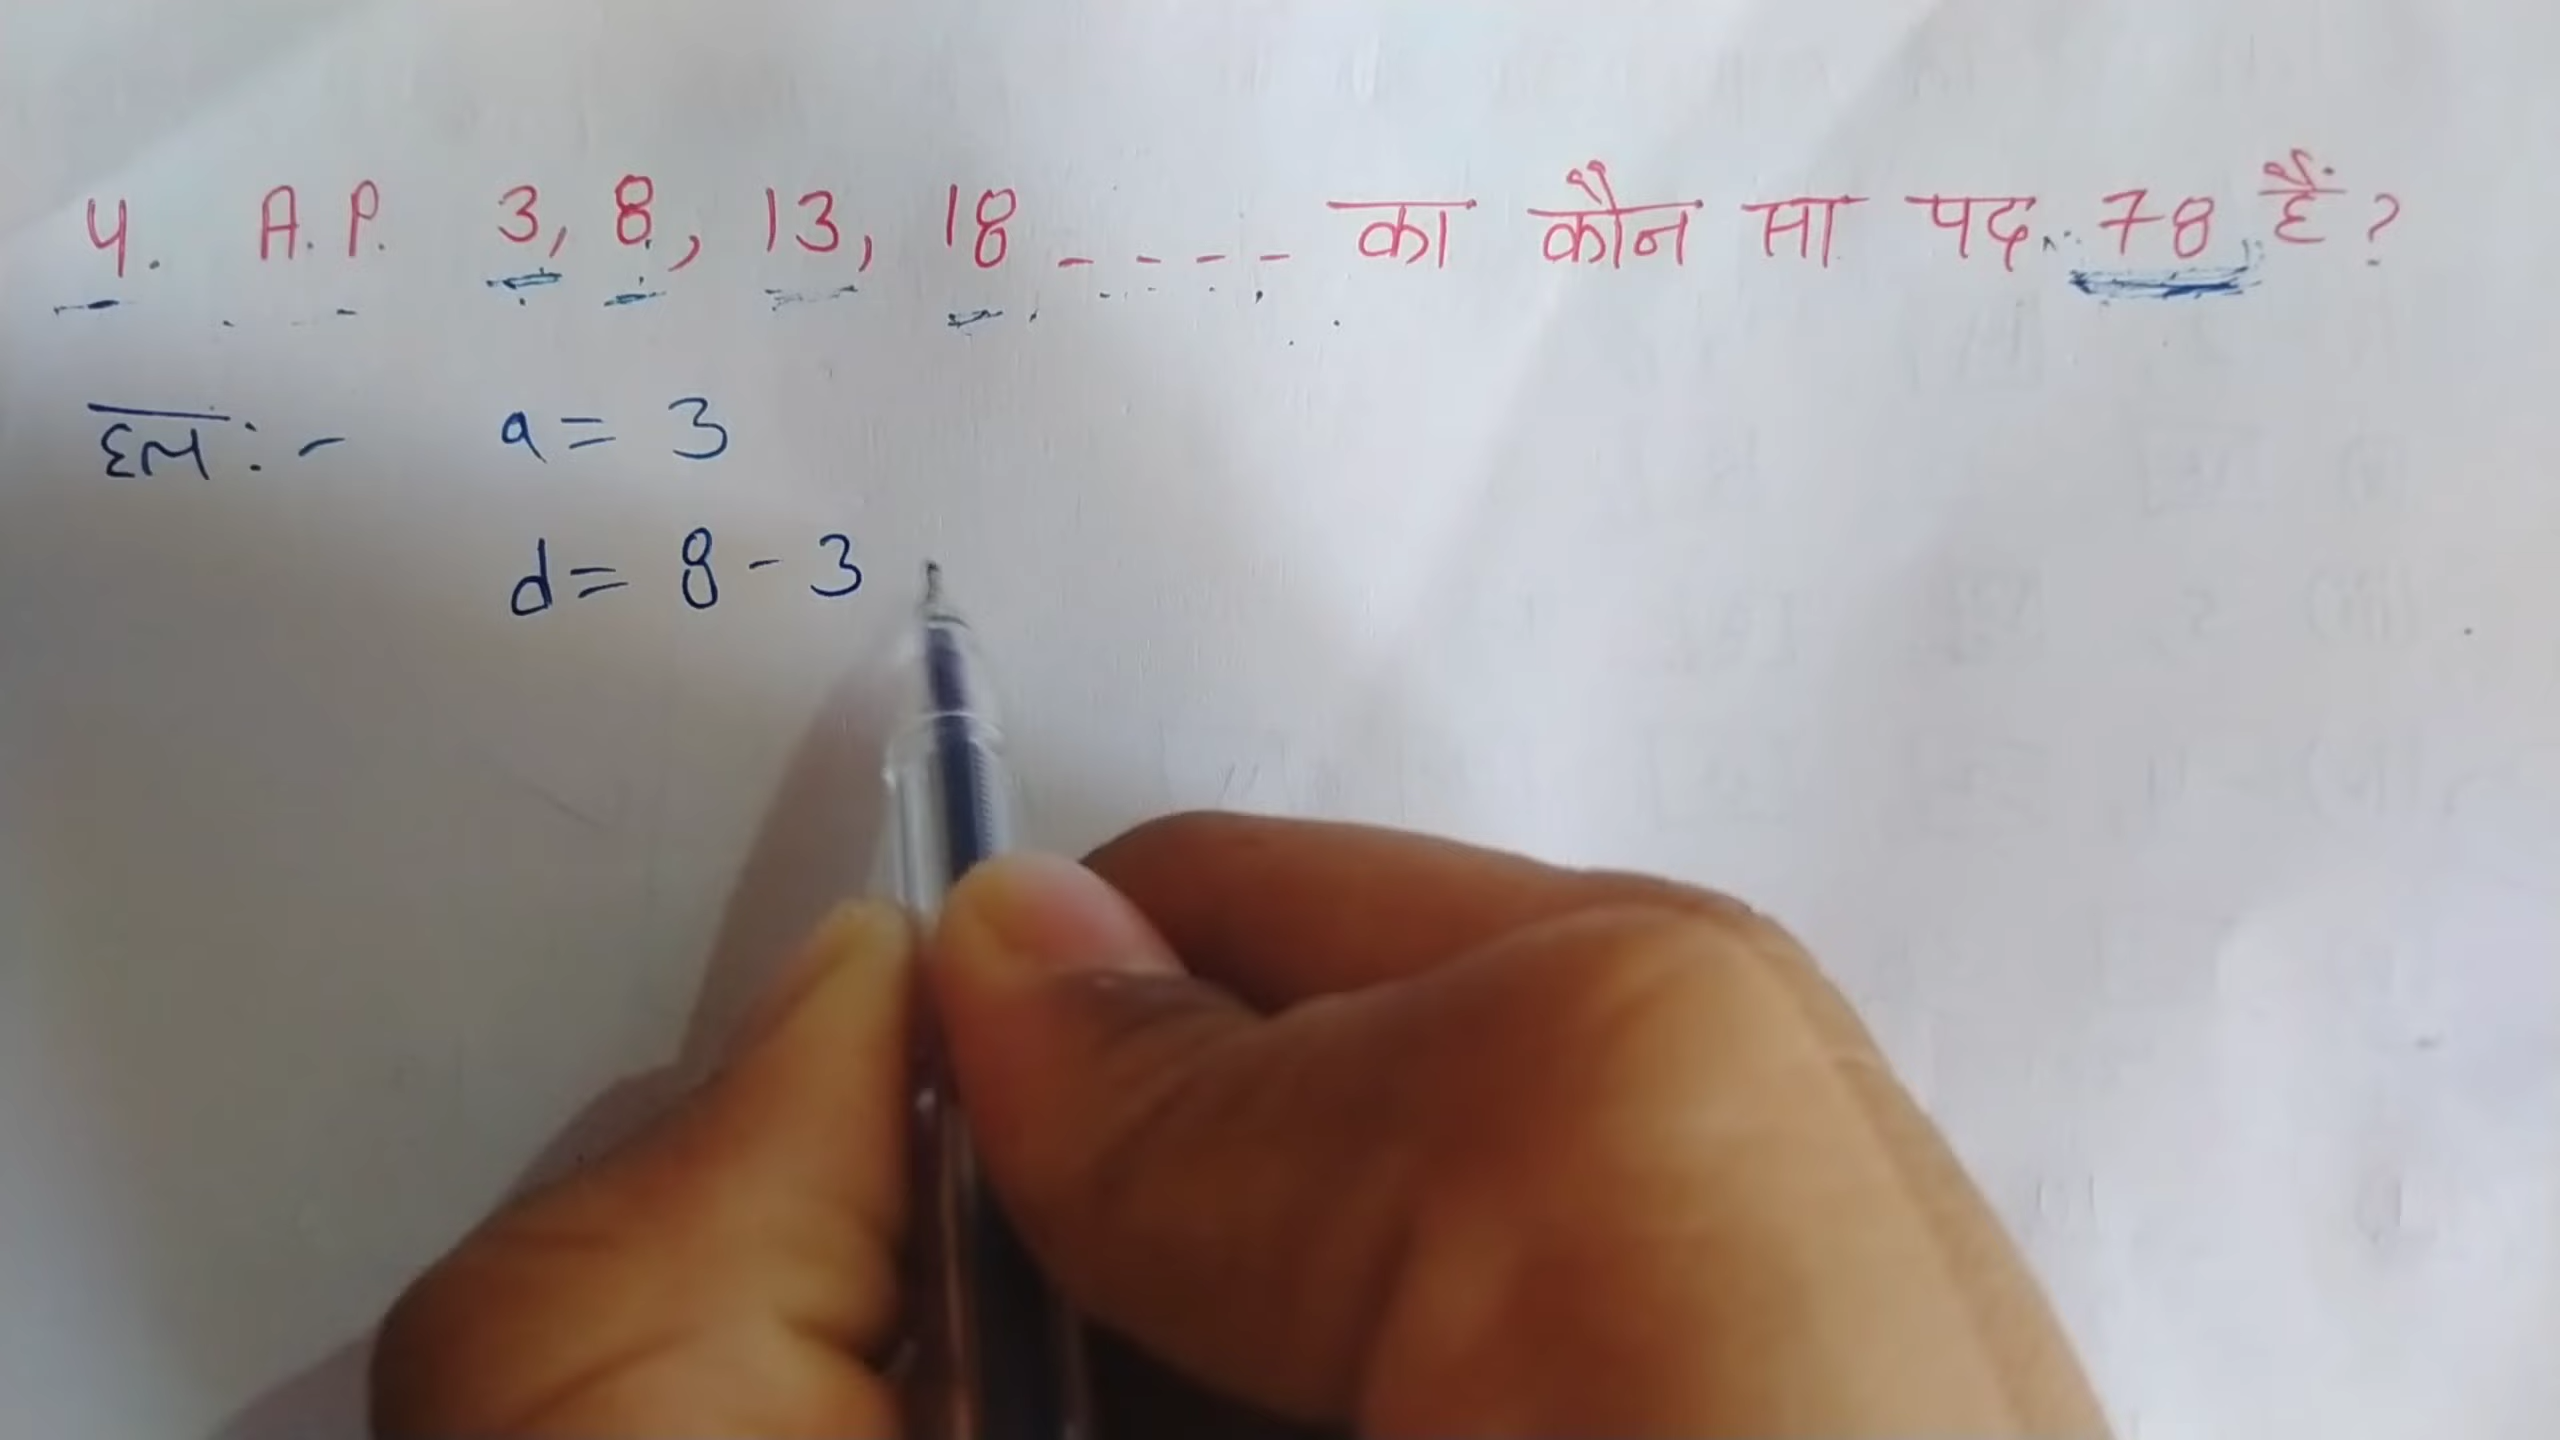 4. A.P. 3, 8, 13, 18 - - - - का कौन सा पद 78 है?
हल :- a = 3
d = 8 - 3